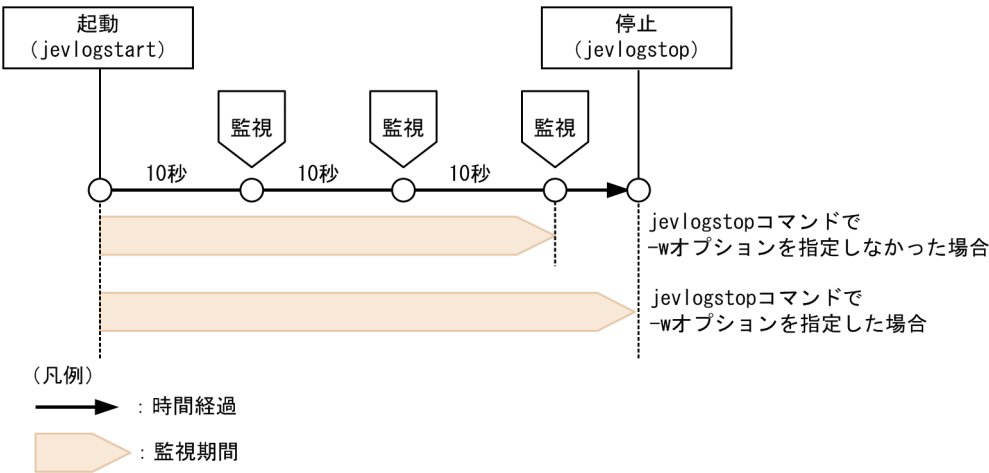 起動
(jevlogstart)
停止
(jevlogstop)
監視
監視
監視
10秒
10秒
10秒
jevlogstopコマンドで
-wオプションを指定しなかった場合
jevlogstopコマンドで
-wオプションを指定した場合
(凡例)
：時間経過
：監視期間